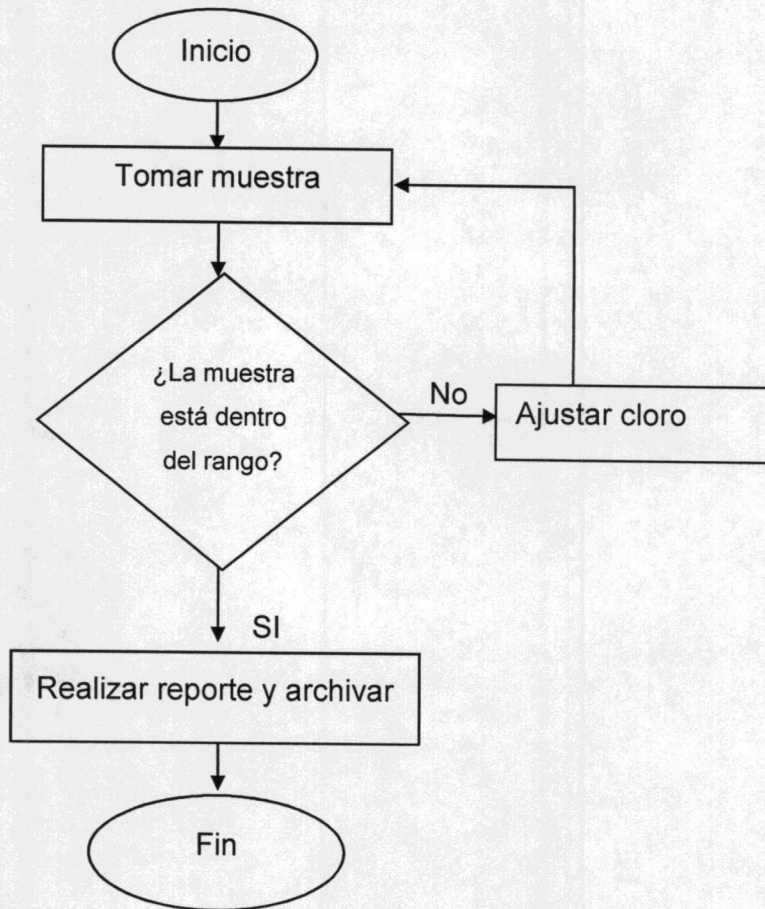 Inicio
Tomar muestra
¿La muestra
está dentro
del rango?
No
Ajustar cloro
SI
Realizar reporte y archivar
Fin